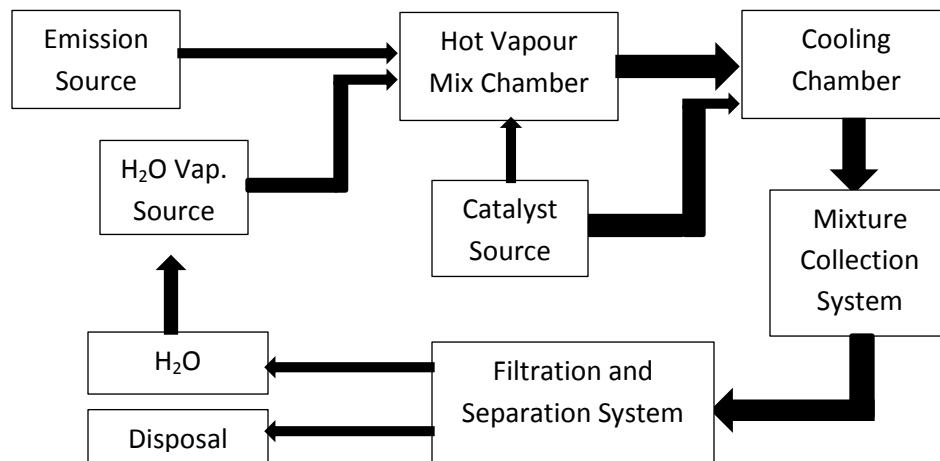 Emission
Source
Hot Vapour
Mix Chamber
Cooling
Chamber
H₂O Vap.
Source
Catalyst
Source
Mixture
Collection
System
H₂O
Filtration and
Separation System
Disposal